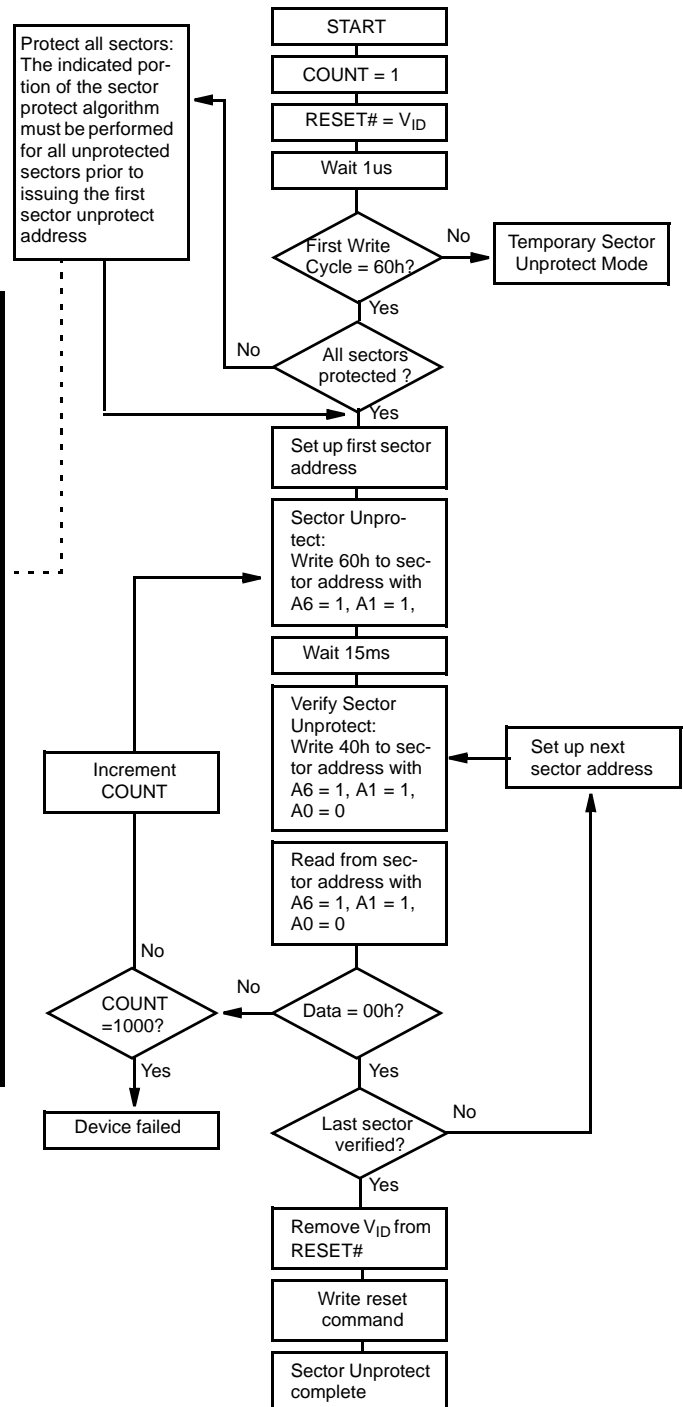 START
COUNT = 1
RESET# = VID
Wait 1us
Protect all sectors:
The indicated por-
tion of the sector
protect algorithm
must be performed
for all unprotected
sectors prior to
issuing the first
sector unprotect
address
First Write
Cycle = 60h?
No
Temporary Sector
Unprotect Mode
Yes
No
All sectors
protected ?
Yes
Set up first sector
address
Sector Unpro-
tect:
Write 60h to sec-
tor address with
A6 = 1, A1 = 1,
Wait 15ms
Verify Sector
Unprotect:
Write 40h to sec-
tor address with
A6 = 1, A1 = 1,
A0 = 0
Set up next
sector address
Increment
COUNT
Read from sec-
tor address with
A6 = 1, A1 = 1,
A0 = 0
No
No
COUNT
=1000?
Data = 00h?
Yes
Yes
Device failed
Last sector
verified?
No
Yes
Remove VID from
RESET#
Write reset
command
Sector Unprotect
complete